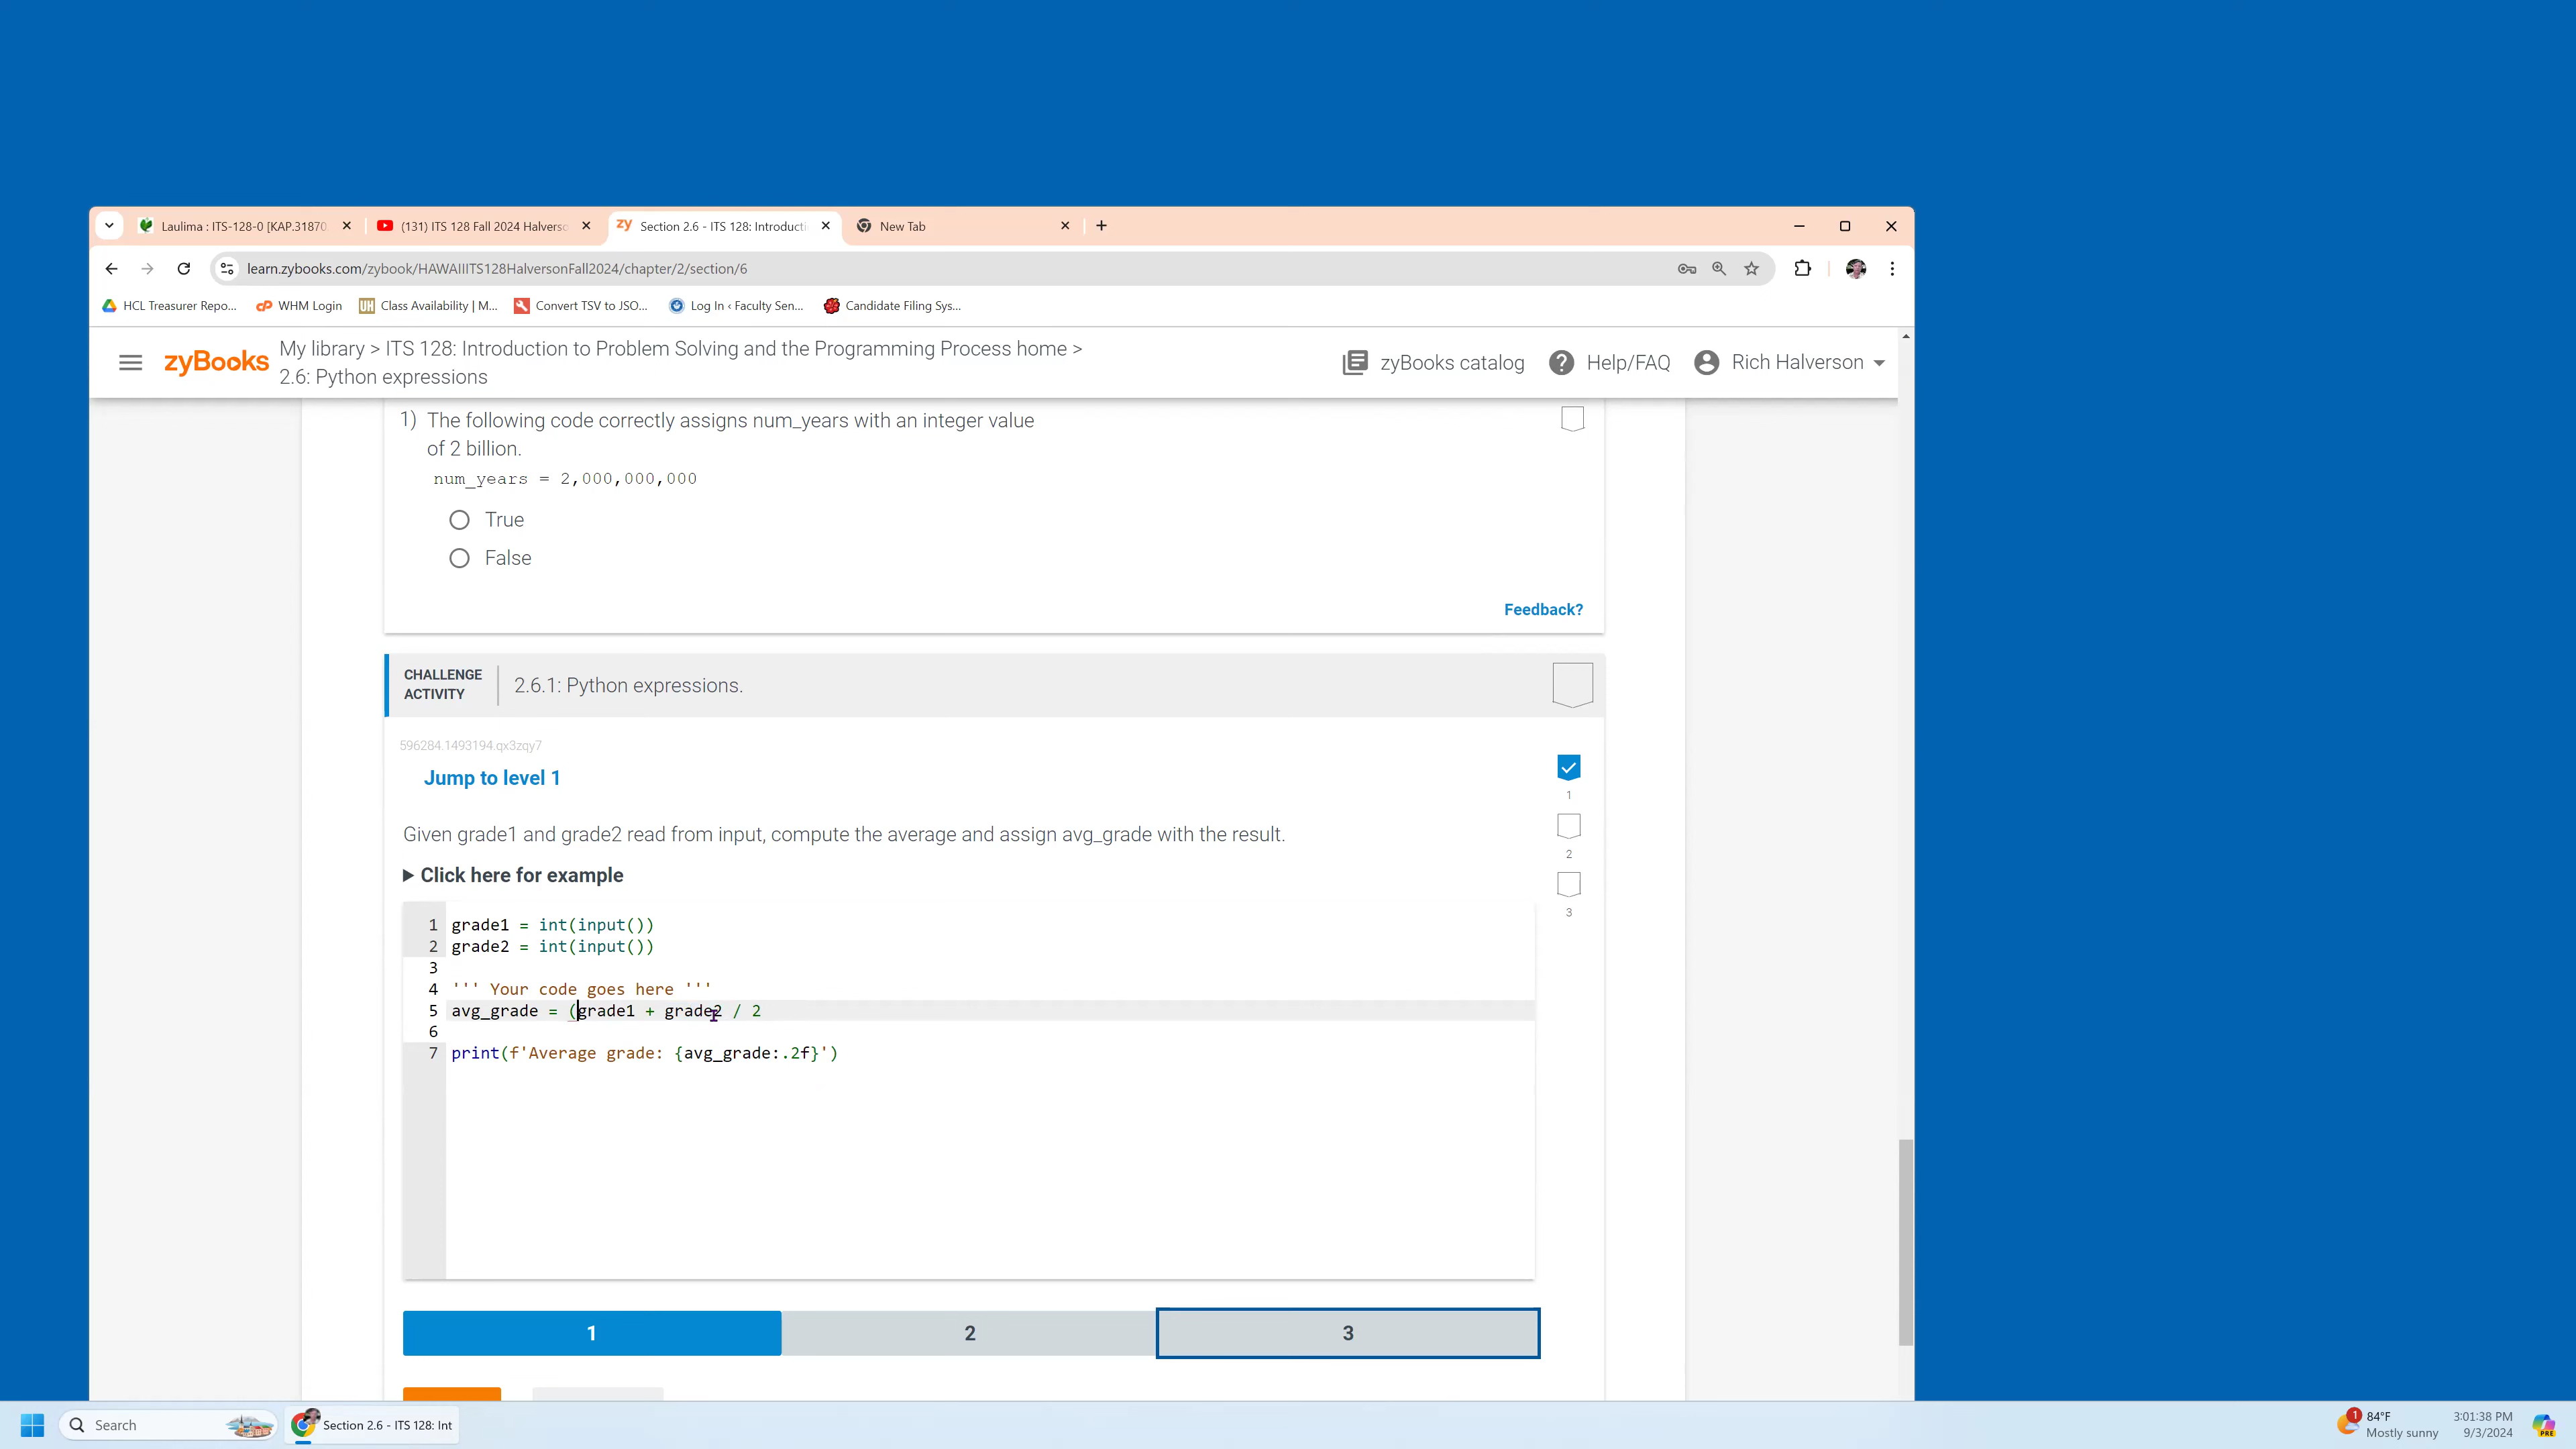 Laulima : ITS-128-0 [KAP.31870
(131) ITS 128 Fall 2024 Halverso
zy Section 2.6 - ITS 128: Introducti
New Tab
learn.zybooks.com/zybook/HAWAIIITS128HalversonFall2024/chapter/2/section/6
HCL Treasurer Repo...
cP WHM Login
UH Class Availability | M...
Convert TSV to JSO...
Log In ‹ Faculty Sen...
Candidate Filing Sys...
zyBooks
My library > ITS 128: Introduction to Problem Solving and the Programming Process home >
2.6: Python expressions
zyBooks catalog
Help/FAQ
Rich Halverson
1) The following code correctly assigns num_years with an integer value
of 2 billion.
num_years = 2,000,000,000
True
False
Feedback?
CHALLENGE
ACTIVITY
2.6.1: Python expressions.
596284.1493194.qx3zqy7
Jump to level 1
1
2
3
Given grade1 and grade2 read from input, compute the average and assign avg_grade with the result.
Click here for example
1 grade1 = int(input())
2 grade2 = int(input())
3
4 ''' Your code goes here '''
5 avg_grade = (grade1 + grade2 / 2
6
7 print(f'Average grade: {avg_grade:.2f}')
1
2
3
Search
Section 2.6 - ITS 128: Int
1
84°F
Mostly sunny
3:01:38 PM
9/3/2024
PRE